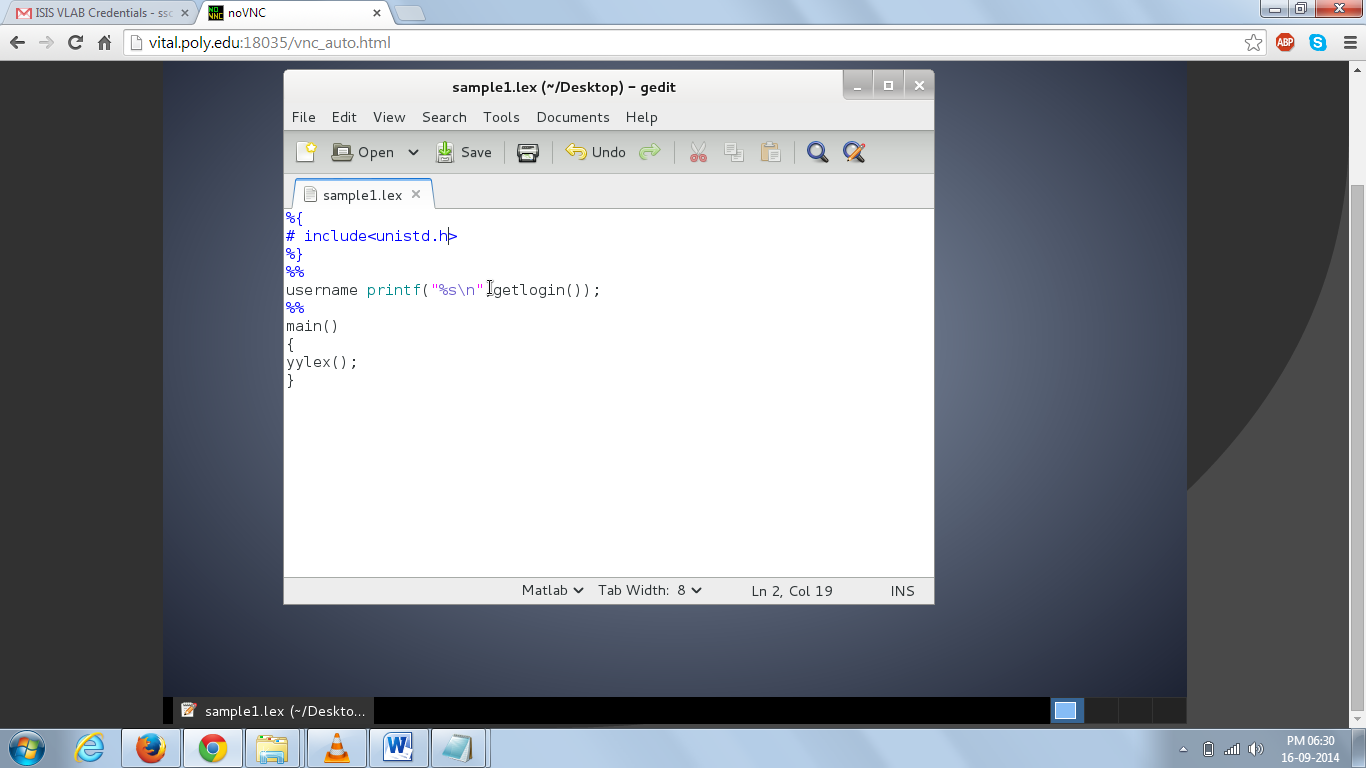 ISIS VLAB Credentials - ss
noVNC
vital.poly.edu:18035/vnc_auto.html
ABP
sample1.lex (~/Desktop) – gedit
File Edit View Search Tools Documents Help
Open Save Undo
sample1.lex
%{
# include<unistd.h>
%}
%%
username printf("%s\n" getlogin());
%%
main()
{
yylex();
}
Matlab Tab Width: 8 Ln 2, Col 19 INS
sample1.lex (~/Deskto...
PM 06:30
16-09-2014